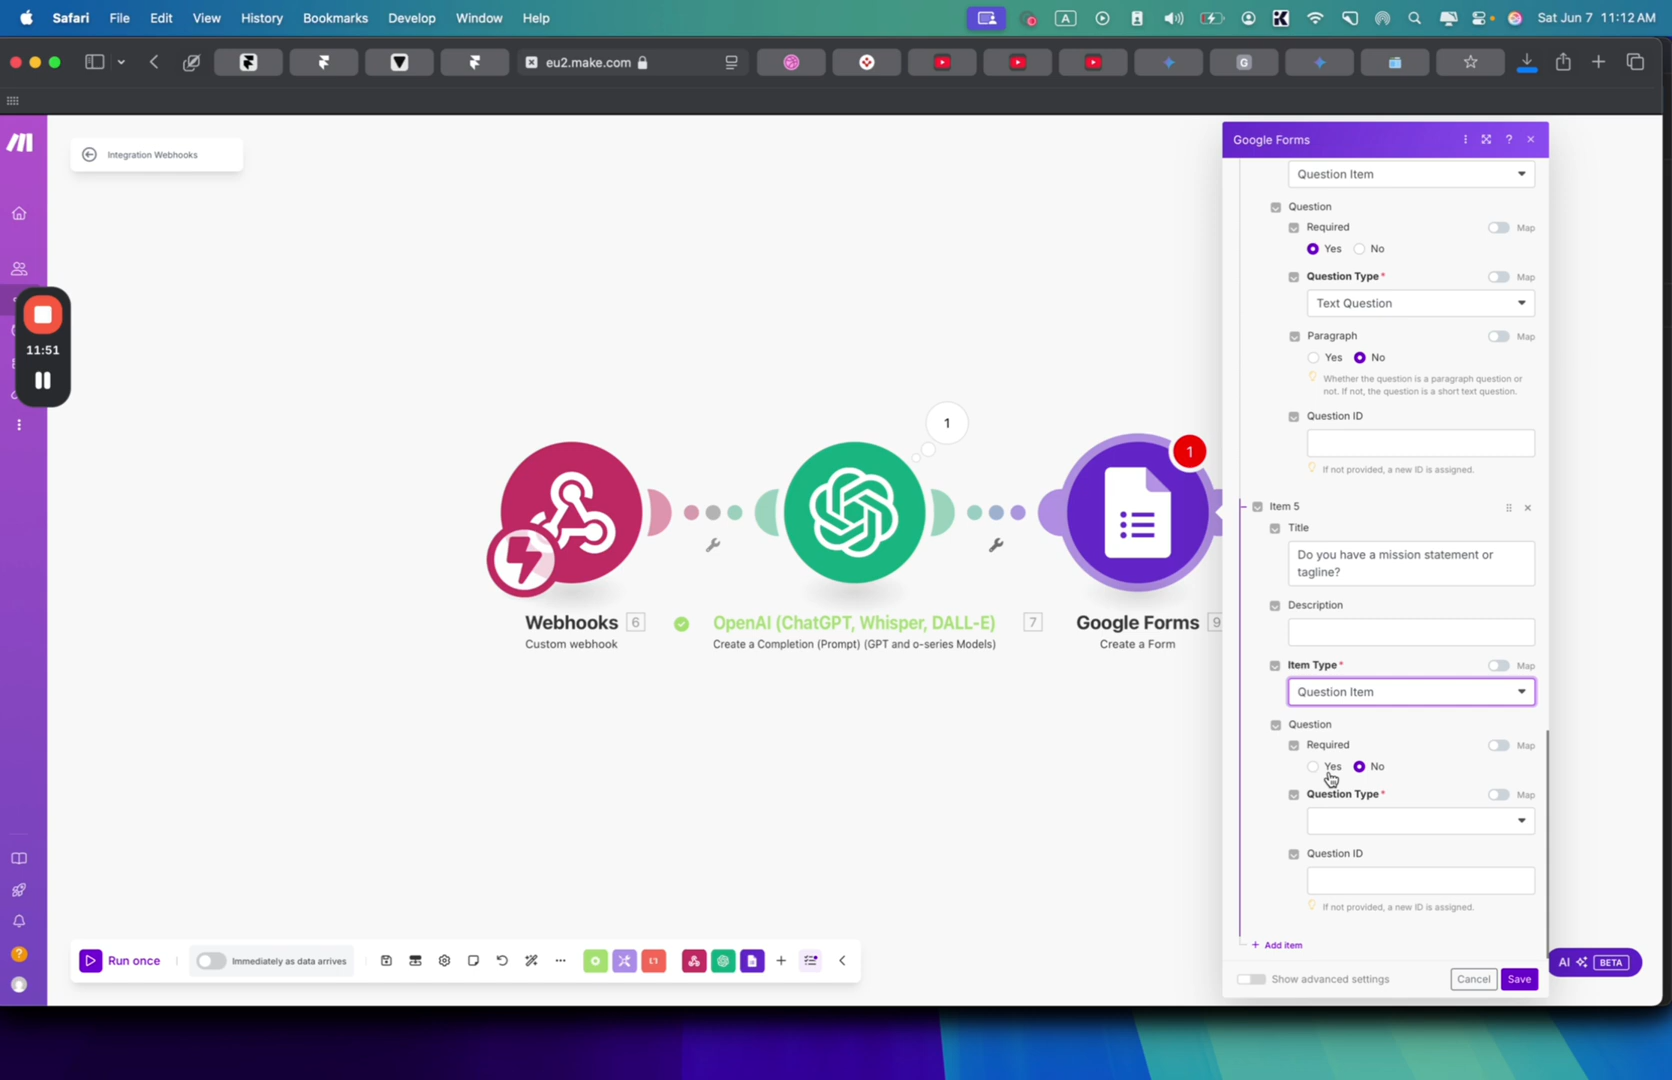 Safari File Edit View History Bookmarks Develop Window Help
A
Sat Jun 7 11:12 AM
eu2.make.com
G
Integration Webhooks
11:51
Google Forms
?
Question Item
Question
Required
Map
Yes No
Question Type*
Map
Text Question
Paragraph
Map
Yes No
Whether the question is a paragraph question or
not. If not, the question is a short text question.
Question ID
If not provided, a new ID is assigned.
Item 5
Title
Do you have a mission statement or
tagline?
Description
Item Type*
Map
Question Item
Question
Required
Map
Yes No
Question Type*
Map
Question ID
If not provided, a new ID is assigned.
+ Add item
Show advanced settings
Cancel
Save
1
1
Webhooks 6
Custom webhook
OpenAI (ChatGPT, Whisper, DALL-E) 7
Create a Completion (Prompt) (GPT and o-series Models)
Google Forms 9
Create a Form
Run once
Immediately as data arrives
AI BETA